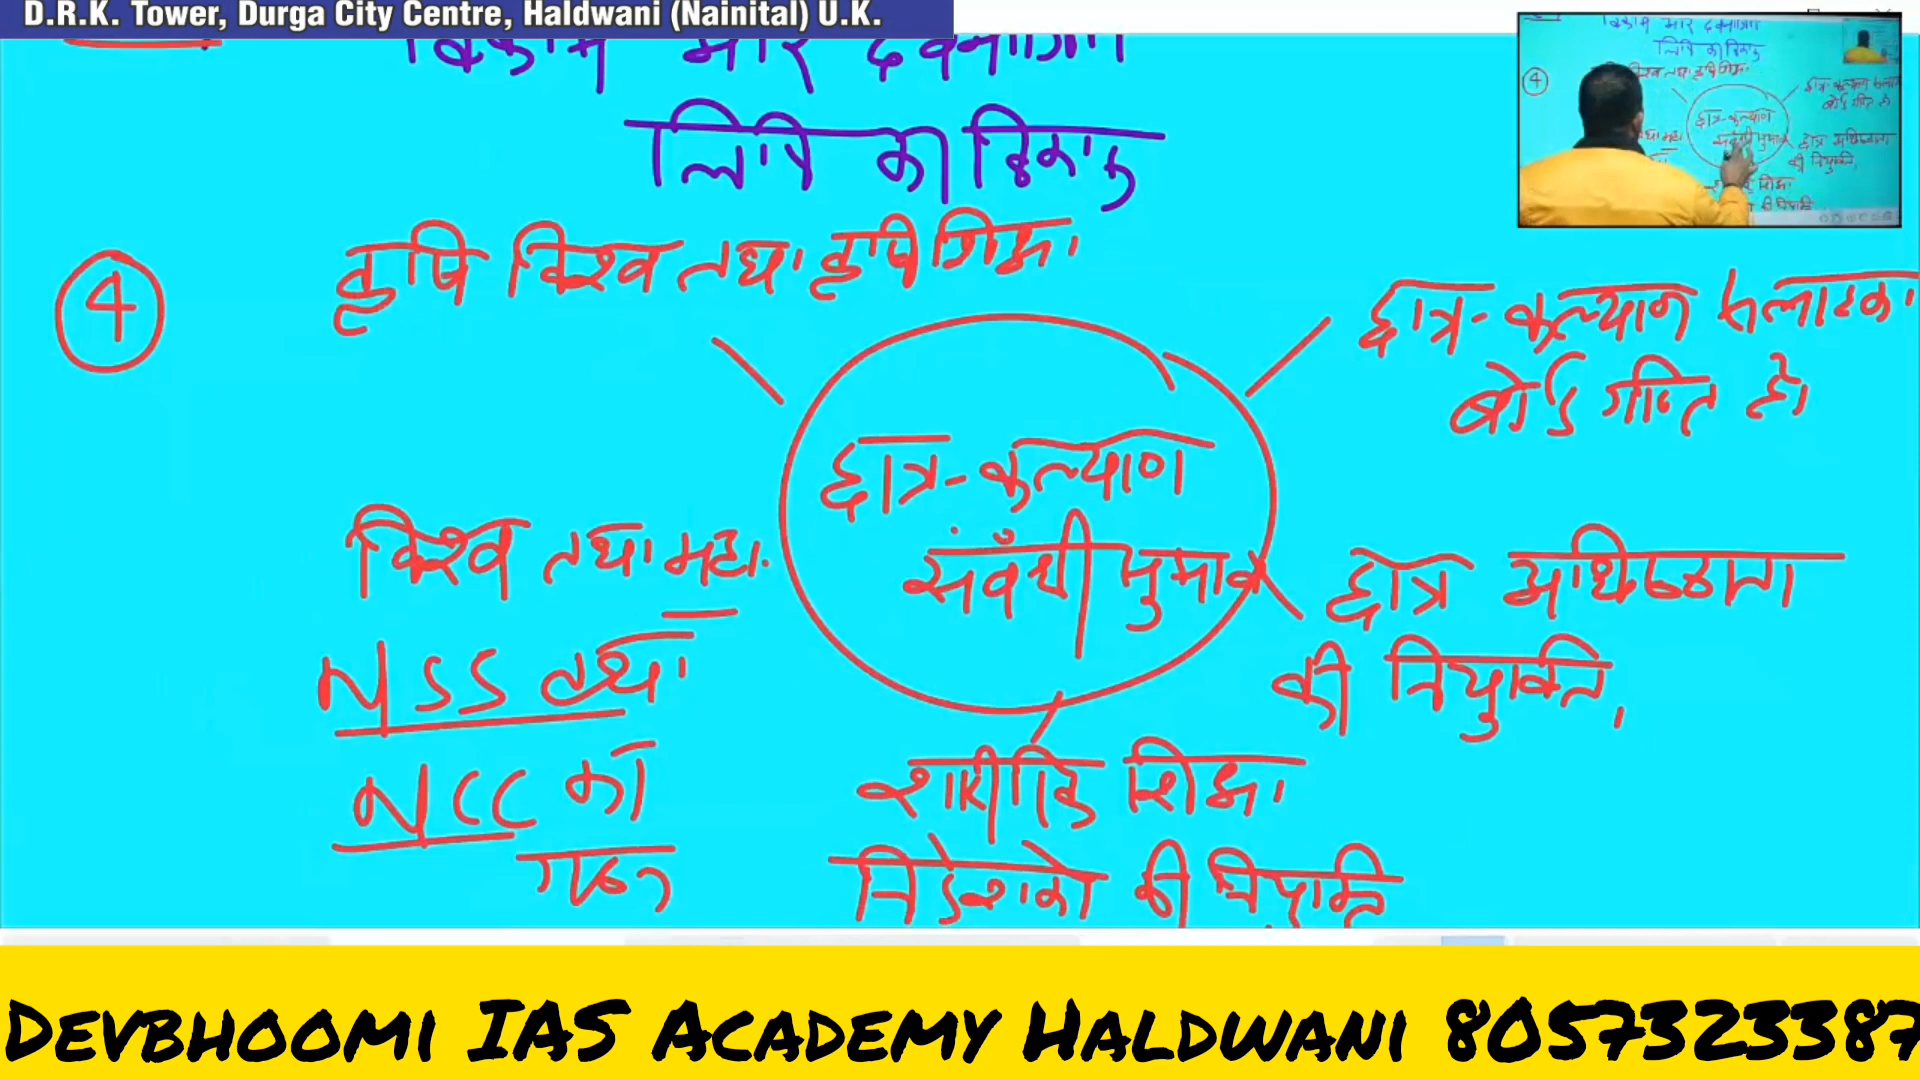 D.R.K. Tower, Durga City Centre, Haldwani (Nainital) U.K.
लिपि का
④
कृषि विश्व तथा कृषि शिक्षा
छात्र-कल्याण सलाहका
बोर्ड गठित हो
छात्र-कल्याण
संबंधी सुझाव
विश्व तथा महा.
NSS तथा
NCC का
गठन
छात्र अधिष्ठाता
की नियुक्ति,
शारीरिक शिक्षा
निदेशको की नियुक्ति
DEVBHOOMI IAS ACADEMY HALDWANI 8057323387